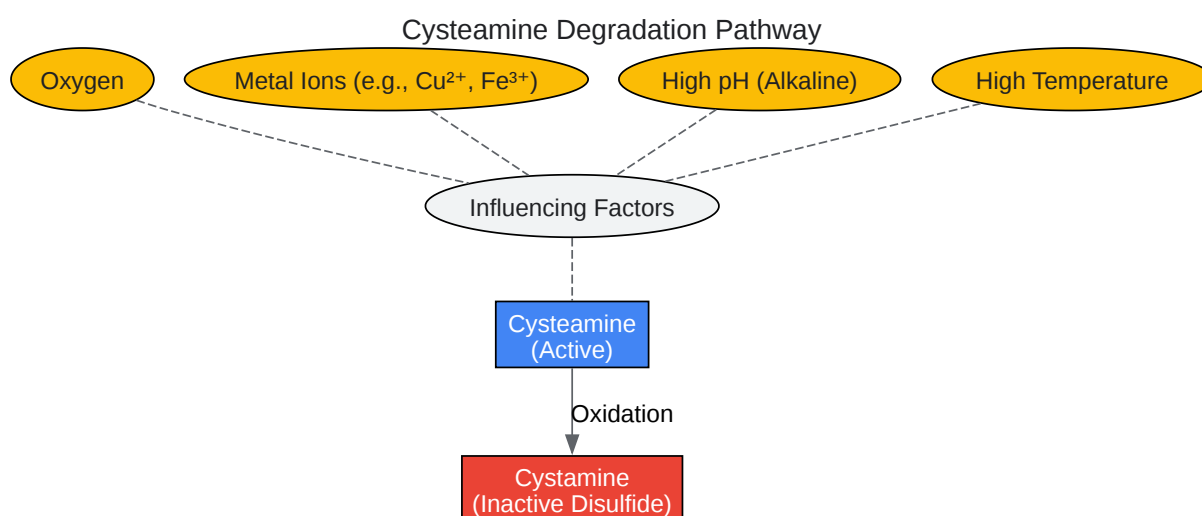 Cysteamine Degradation Pathway
Oxygen
Metal Ions (e.g., Cu²⁺, Fe³⁺)
High pH (Alkaline)
High Temperature
Influencing Factors
Cysteamine
(Active)
Oxidation
Cystamine
(Inactive Disulfide)